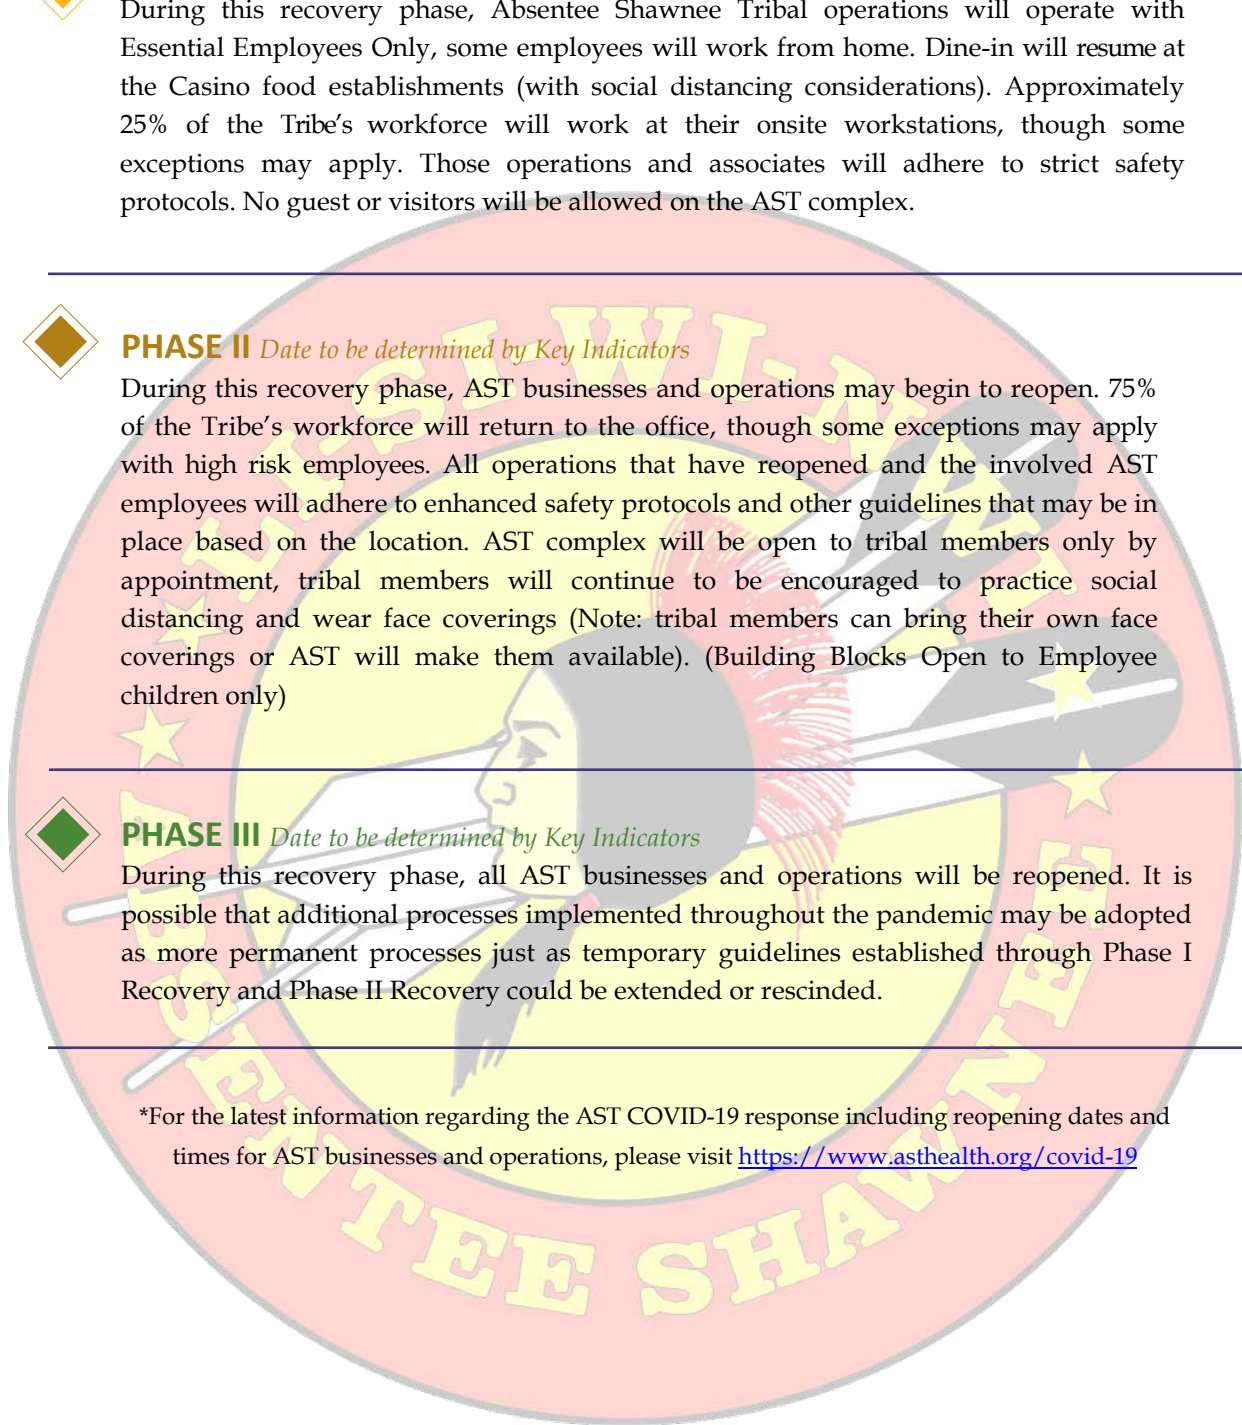 During this recovery phase, Absentee Shawnee Tribal operations will operate with
Essential Employees Only, some employees will work from home. Dine-in will resume at
the Casino food establishments (with social distancing considerations). Approximately
25% of the Tribe’s workforce will work at their onsite workstations, though some
exceptions may apply. Those operations and associates will adhere to strict safety
protocols. No guest or visitors will be allowed on the AST complex.
PHASE II Date to be determined by Key Indicators
During this recovery phase, AST businesses and operations may begin to reopen. 75%
of the Tribe’s workforce will return to the office, though some exceptions may apply
with high risk employees. All operations that have reopened and the involved AST
employees will adhere to enhanced safety protocols and other guidelines that may be in
place based on the location. AST complex will be open to tribal members only by
appointment, tribal members will continue to be encouraged to practice social
distancing and wear face coverings (Note: tribal members can bring their own face
coverings or AST will make them available). (Building Blocks Open to Employee
children only)
PHASE III Date to be determined by Key Indicators
During this recovery phase, all AST businesses and operations will be reopened. It is
possible that additional processes implemented throughout the pandemic may be adopted
as more permanent processes just as temporary guidelines established through Phase I
Recovery and Phase II Recovery could be extended or rescinded.
*For the latest information regarding the AST COVID-19 response including reopening dates and
times for AST businesses and operations, please visit https://www.asthealth.org/covid-19
LI-SI-WI-NWI
ABSENTEE SHAWNEE